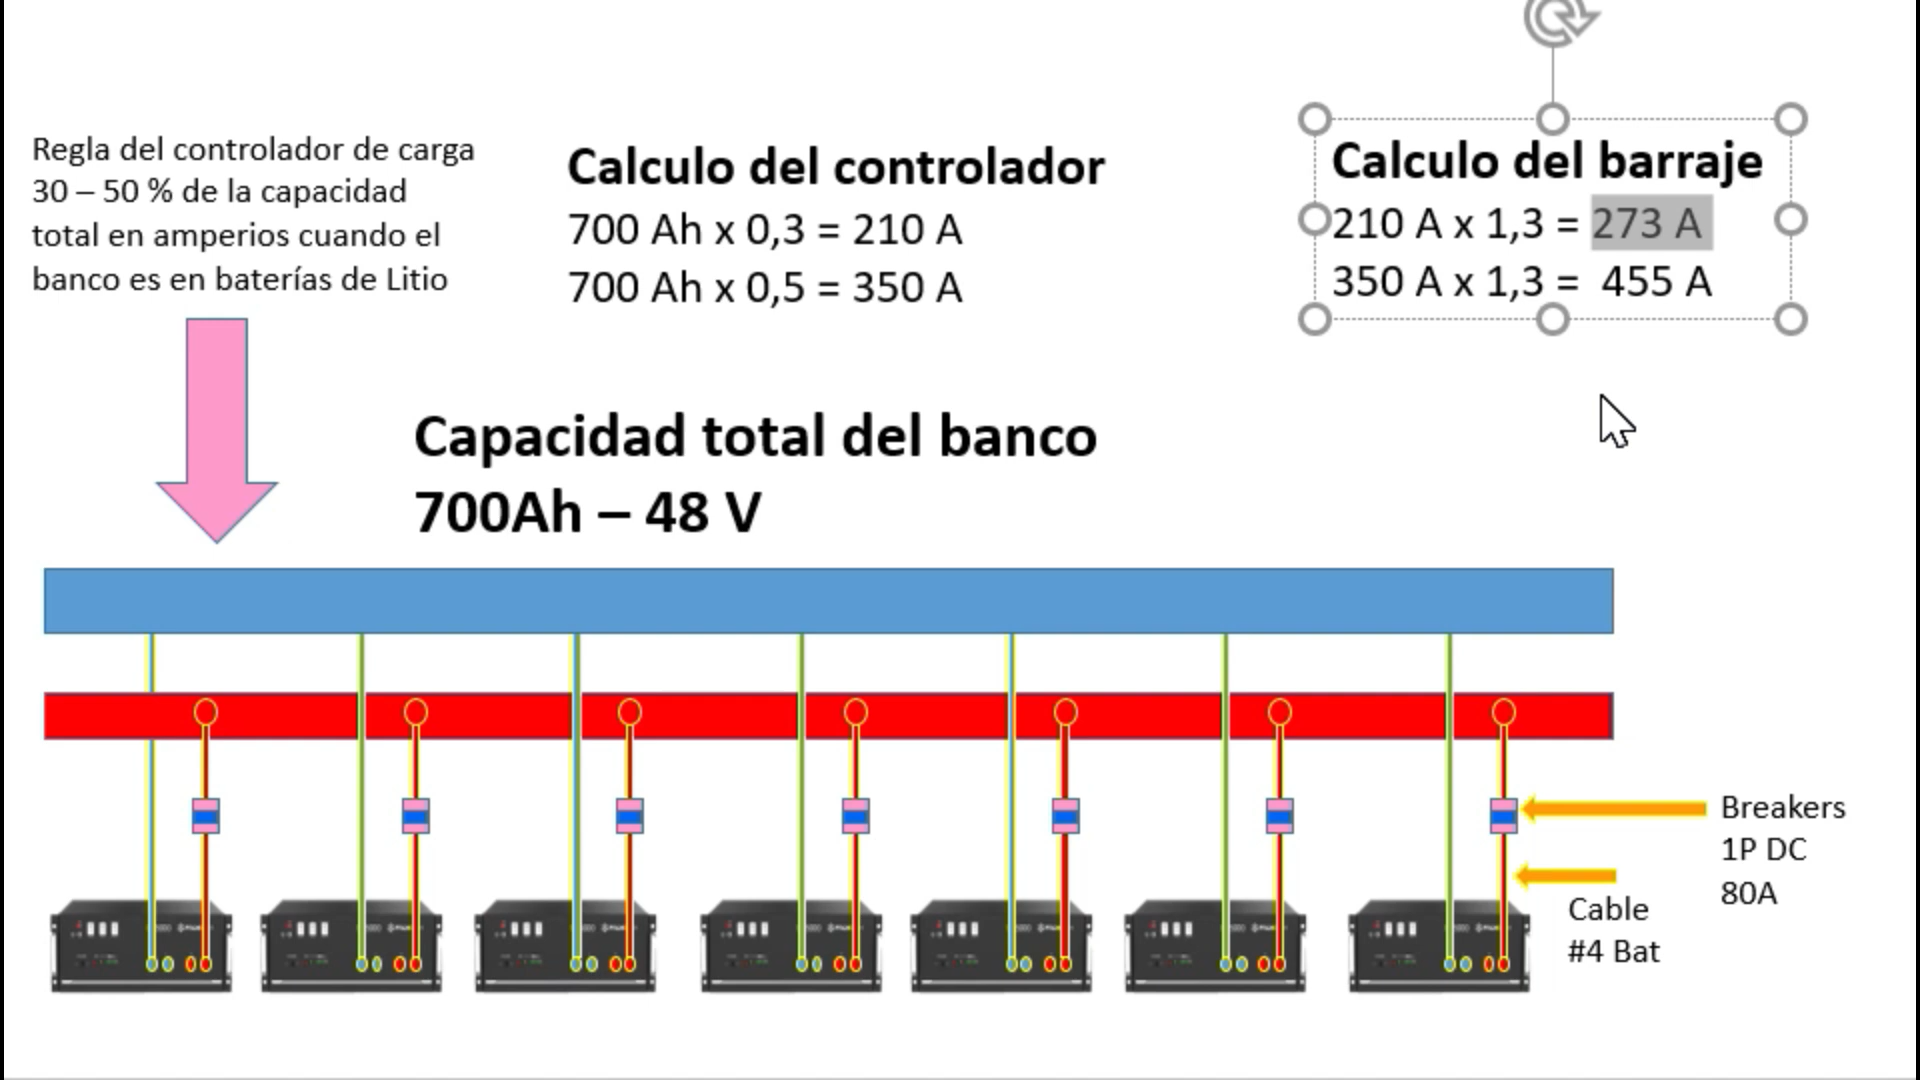 Regla del controlador de carga
30 – 50 % de la capacidad
total en amperios cuando el
banco es en baterías de Litio
Calculo del controlador
700 Ah x 0,3 = 210 A
700 Ah x 0,5 = 350 A
Calculo del barraje
210 A x 1,3 = 273 A
350 A x 1,3 =  455 A
Capacidad total del banco
700Ah – 48 V
Breakers
1P DC
80A
Cable
#4 Bat